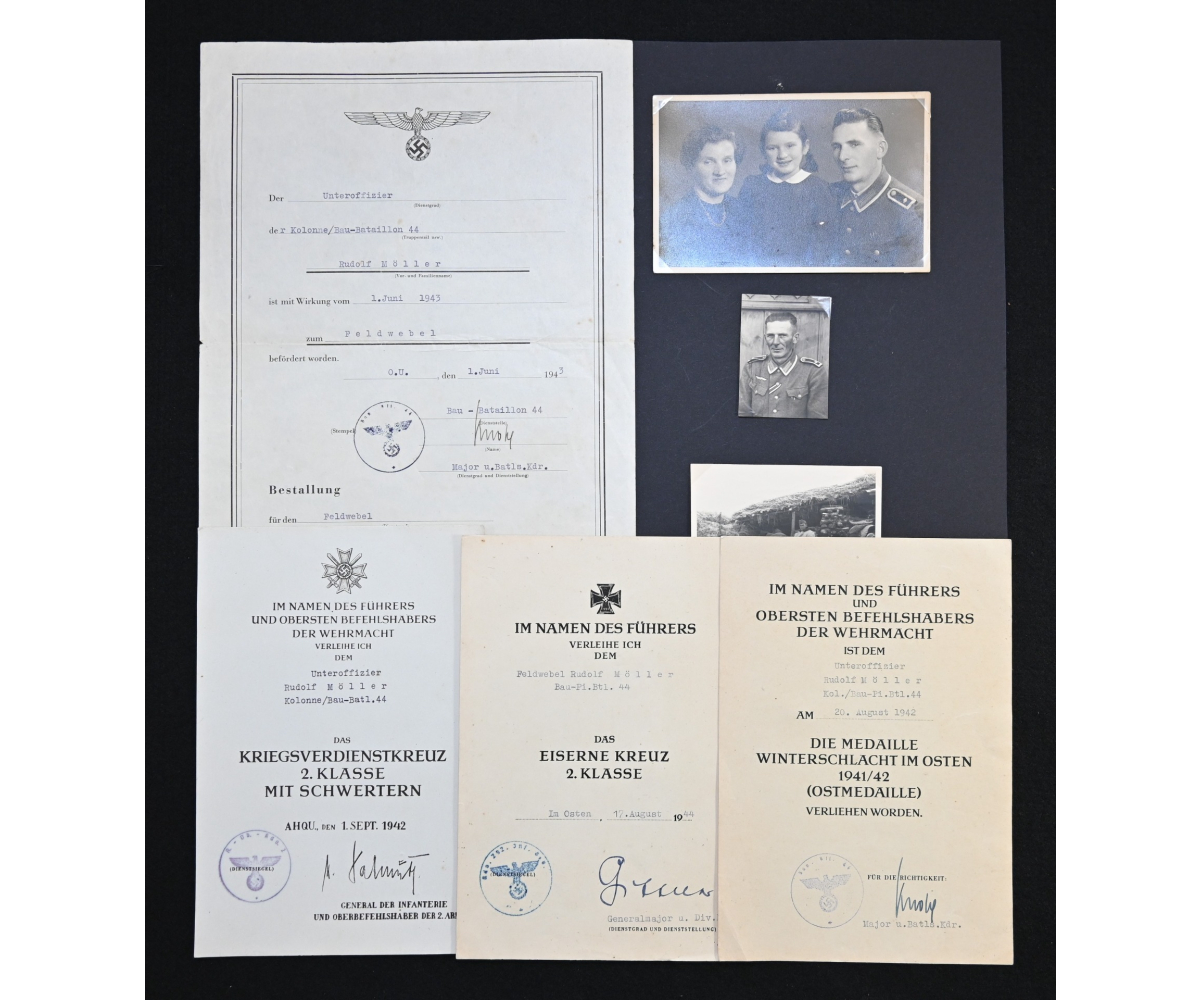 Der Unteroffizier
(Dienstgrad)
der Kolonne/Bau-Bataillon 44
Rudolf Möller
(Vor- und Familienname)
ist mit Wirkung vom 1.Juni 1943
zum Feldwebel
befördert worden.
O.U. , den 1.Juni 1943
(Stempel)
Bau - Bataillon 44
(Name)
Major u.Batls.Kdr.
(Dienstgrad und Dienststellung)
Bestallung
für den Feldwebel
IM NAMEN DES FÜHRERS
UND OBERSTEN BEFEHLSHABERS
DER WEHRMACHT
VERLEIHE ICH
DEM
Unteroffizier
Rudolf Möller
Kolonne/Bau-Batl.44
DAS
KRIEGSVERDIENSTKREUZ
2. KLASSE
MIT SCHWERTERN
AHQU., DEN 1. SEPT. 1942
(DIENSTSIEGEL)
GENERAL DER INFANTERIE
UND OBERBEFEHLSHABER DER 2. ARM
IM NAMEN DES FÜHRERS
VERLEIHE ICH
DEM
Feldwebel Rudolf Möller
Bau-Pi.Btl. 44
DAS
EISERNE KREUZ
2. KLASSE
Im Osten , 17.August 1944
(DIENSTSIEGEL)
Generalmajor u. Div.
(DIENSTGRAD UND DIENSTSTELLUNG)
IM NAMEN DES FÜHRERS
UND
OBERSTEN BEFEHLSHABERS
DER WEHRMACHT
IST DEM
Unteroffizier
Rudolf Möller
Kol./Bau-Pi.Btl.44
AM 20. August 1942
DIE MEDAILLE
WINTERSCHLACHT IM OSTEN
1941/42
(OSTMEDAILLE)
VERLIEHEN WORDEN.
FÜR DIE RICHTIGKEIT:
Major u.Batls.Kdr.